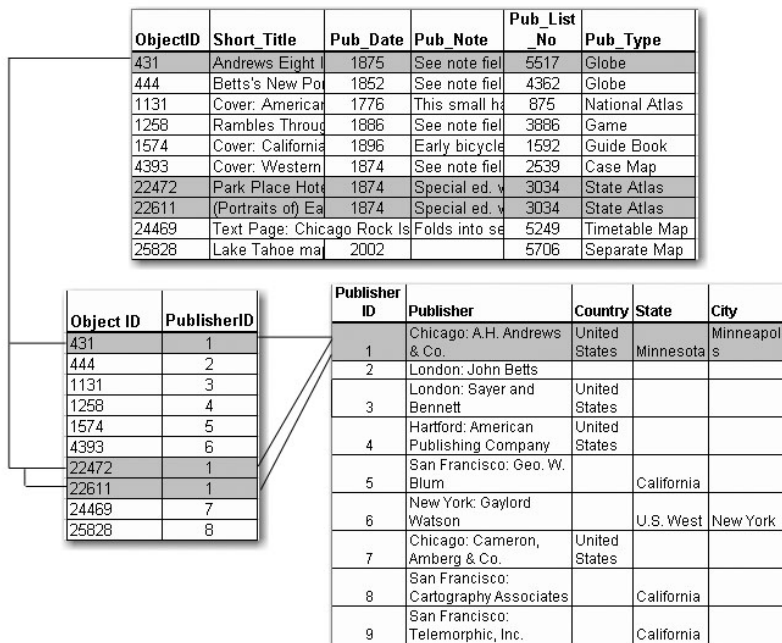 Pub_List
ObjectID Short_Title Pub_Date Pub_Note _No Pub_Type
431 Andrews Eight I 1875 See note fiel 5517 Globe
444 Betts's New Poi 1852 See note fiel 4362 Globe
1131 Cover: American 1776 This small ha 875 National Atlas
1258 Rambles Throug 1886 See note fiel 3886 Game
1574 Cover: California 1896 Early bicycle 1592 Guide Book
4393 Cover: Western 1874 See note fiel 2539 Case Map
22472 Park Place Hote 1874 Special ed. v 3034 State Atlas
22611 (Portraits of) Ea 1874 Special ed. v 3034 State Atlas
24469 Text Page: Chicago Rock Is Folds into se 5249 Timetable Map
25828 Lake Tahoe ma 2002 5706 Separate Map
Object ID PublisherID
431 1
444 2
1131 3
1258 4
1574 5
4393 6
22472 1
22611 1
24469 7
25828 8
Publisher
ID Publisher Country State City
Chicago: A.H. Andrews United Minneapol
1 & Co. States Minnesota s
2 London: John Betts
London: Sayer and United
3 Bennett States
Hartford: American United
4 Publishing Company States
San Francisco: Geo. W.
5 Blum California
New York: Gaylord
6 Watson U.S. West New York
Chicago: Cameron, United
7 Amberg & Co. States
San Francisco:
8 Cartography Associates California
San Francisco:
9 Telemorphic, Inc. California